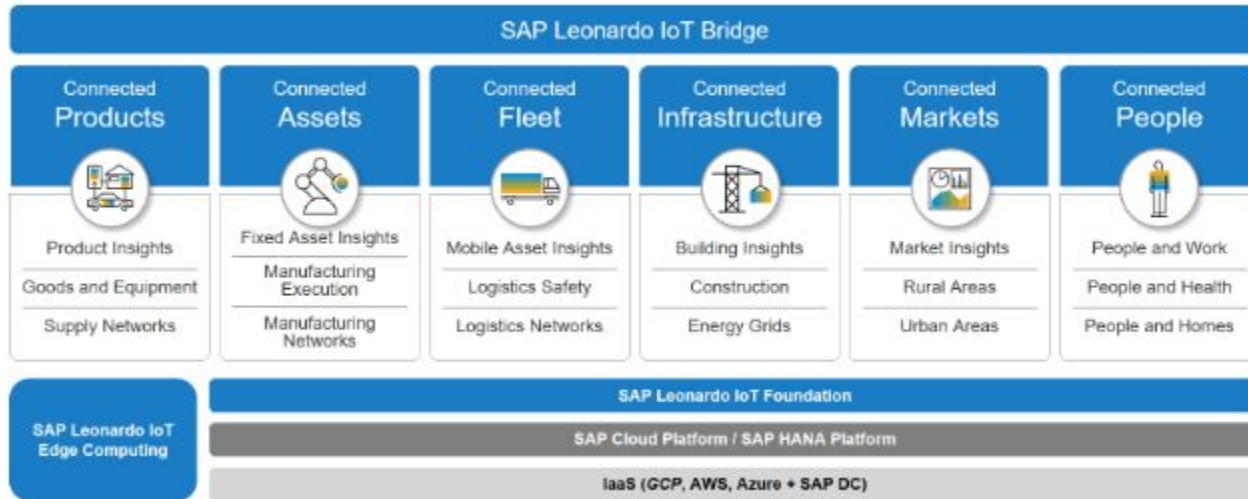 SAP Leonardo IoT Bridge
Connected
Products
Product Insights
Goods and Equipment
Supply Networks
Connected
Assets
Fixed Asset Insights
Manufacturing
Execution
Manufacturing
Networks
Connected
Fleet
Mobile Asset Insights
Logistics Safety
Logistics Networks
Connected
Infrastructure
Building Insights
Construction
Energy Grids
Connected
Markets
Market Insights
Rural Areas
Urban Areas
Connected
People
People and Work
People and Health
People and Homes
SAP Leonardo IoT
Edge Computing
SAP Leonardo IoT Foundation
SAP Cloud Platform / SAP HANA Platform
IaaS (GCP, AWS, Azure + SAP DC)